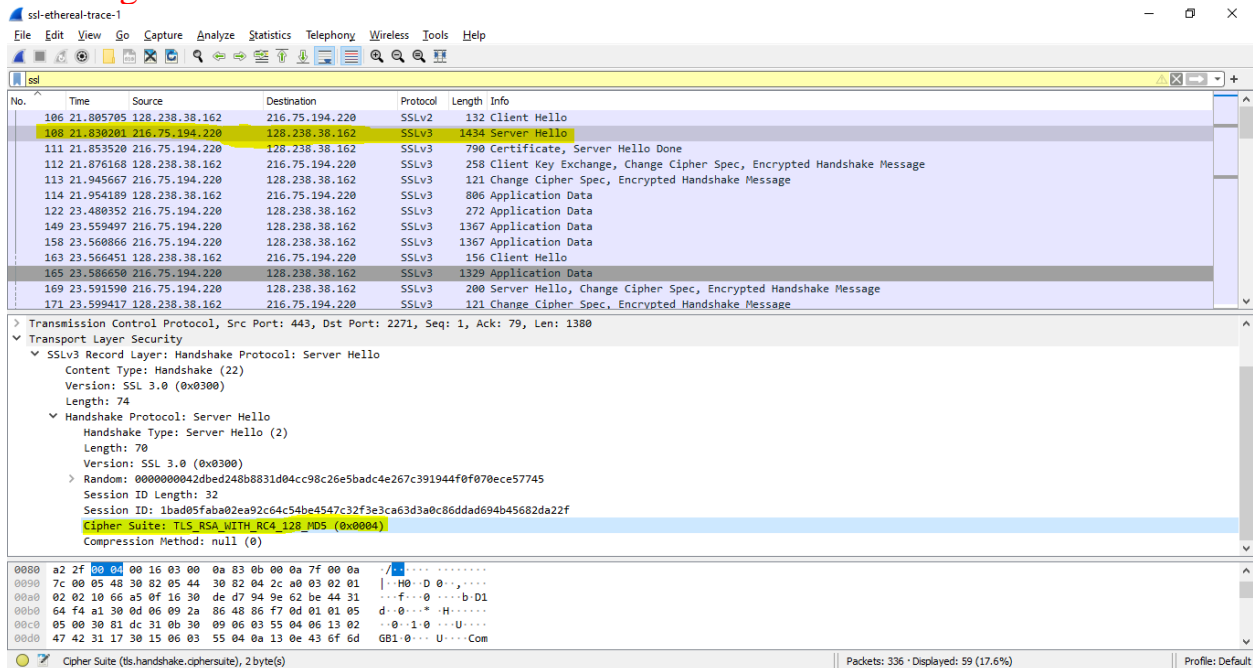 ssl-ethereal-trace-1
File Edit View Go Capture Analyze Statistics Telephony Wireless Tools Help
ssl
No. Time Source Destination Protocol Length Info
106 21.805705 128.238.38.162 216.75.194.220 SSLv2 132 Client Hello
108 21.830201 216.75.194.220 128.238.38.162 SSLv3 1434 Server Hello
111 21.853520 216.75.194.220 128.238.38.162 SSLv3 790 Certificate, Server Hello Done
112 21.876168 128.238.38.162 216.75.194.220 SSLv3 258 Client Key Exchange, Change Cipher Spec, Encrypted Handshake Message
113 21.945667 216.75.194.220 128.238.38.162 SSLv3 121 Change Cipher Spec, Encrypted Handshake Message
114 21.954189 128.238.38.162 216.75.194.220 SSLv3 806 Application Data
122 23.480352 216.75.194.220 128.238.38.162 SSLv3 272 Application Data
149 23.559497 216.75.194.220 128.238.38.162 SSLv3 1367 Application Data
158 23.560866 216.75.194.220 128.238.38.162 SSLv3 1367 Application Data
163 23.566451 128.238.38.162 216.75.194.220 SSLv3 156 Client Hello
165 23.586650 216.75.194.220 128.238.38.162 SSLv3 1329 Application Data
169 23.591590 216.75.194.220 128.238.38.162 SSLv3 200 Server Hello, Change Cipher Spec, Encrypted Handshake Message
171 23.599417 128.238.38.162 216.75.194.220 SSLv3 121 Change Cipher Spec, Encrypted Handshake Message
Transmission Control Protocol, Src Port: 443, Dst Port: 2271, Seq: 1, Ack: 79, Len: 1380
Transport Layer Security
SSLv3 Record Layer: Handshake Protocol: Server Hello
Content Type: Handshake (22)
Version: SSL 3.0 (0x0300)
Length: 74
Handshake Protocol: Server Hello
Handshake Type: Server Hello (2)
Length: 70
Version: SSL 3.0 (0x0300)
Random: 0000000042dbed248b8831d04cc98c26e5badc4e267c391944f0f070ece57745
Session ID Length: 32
Session ID: 1bad05faba02ea92c64c54be4547c32f3e3ca63d3a0c86ddad694b45682da22f
Cipher Suite: TLS_RSA_WITH_RC4_128_MD5 (0x0004)
Compression Method: null (0)
0080 a2 2f 00 04 00 16 03 00 0a 83 0b 00 0a 7f 00 0a ·/······ ········
0090 7c 00 05 48 30 82 05 44 30 82 04 2c a0 03 02 01 |··H0··D 0··,····
00a0 02 02 10 66 a5 0f 16 30 de d7 94 9e 62 be 44 31 ···f···0 ····b·D1
00b0 64 f4 a1 30 0d 06 09 2a 86 48 86 f7 0d 01 01 05 d··0···* ·H······
00c0 05 00 30 81 dc 31 0b 30 09 06 03 55 04 06 13 02 ··0··1·0 ···U····
00d0 47 42 31 17 30 15 06 03 55 04 0a 13 0e 43 6f 6d GB1·0··· U····Com
Cipher Suite (tls.handshake.ciphersuite), 2 byte(s) Packets: 336 · Displayed: 59 (17.6%) Profile: Default